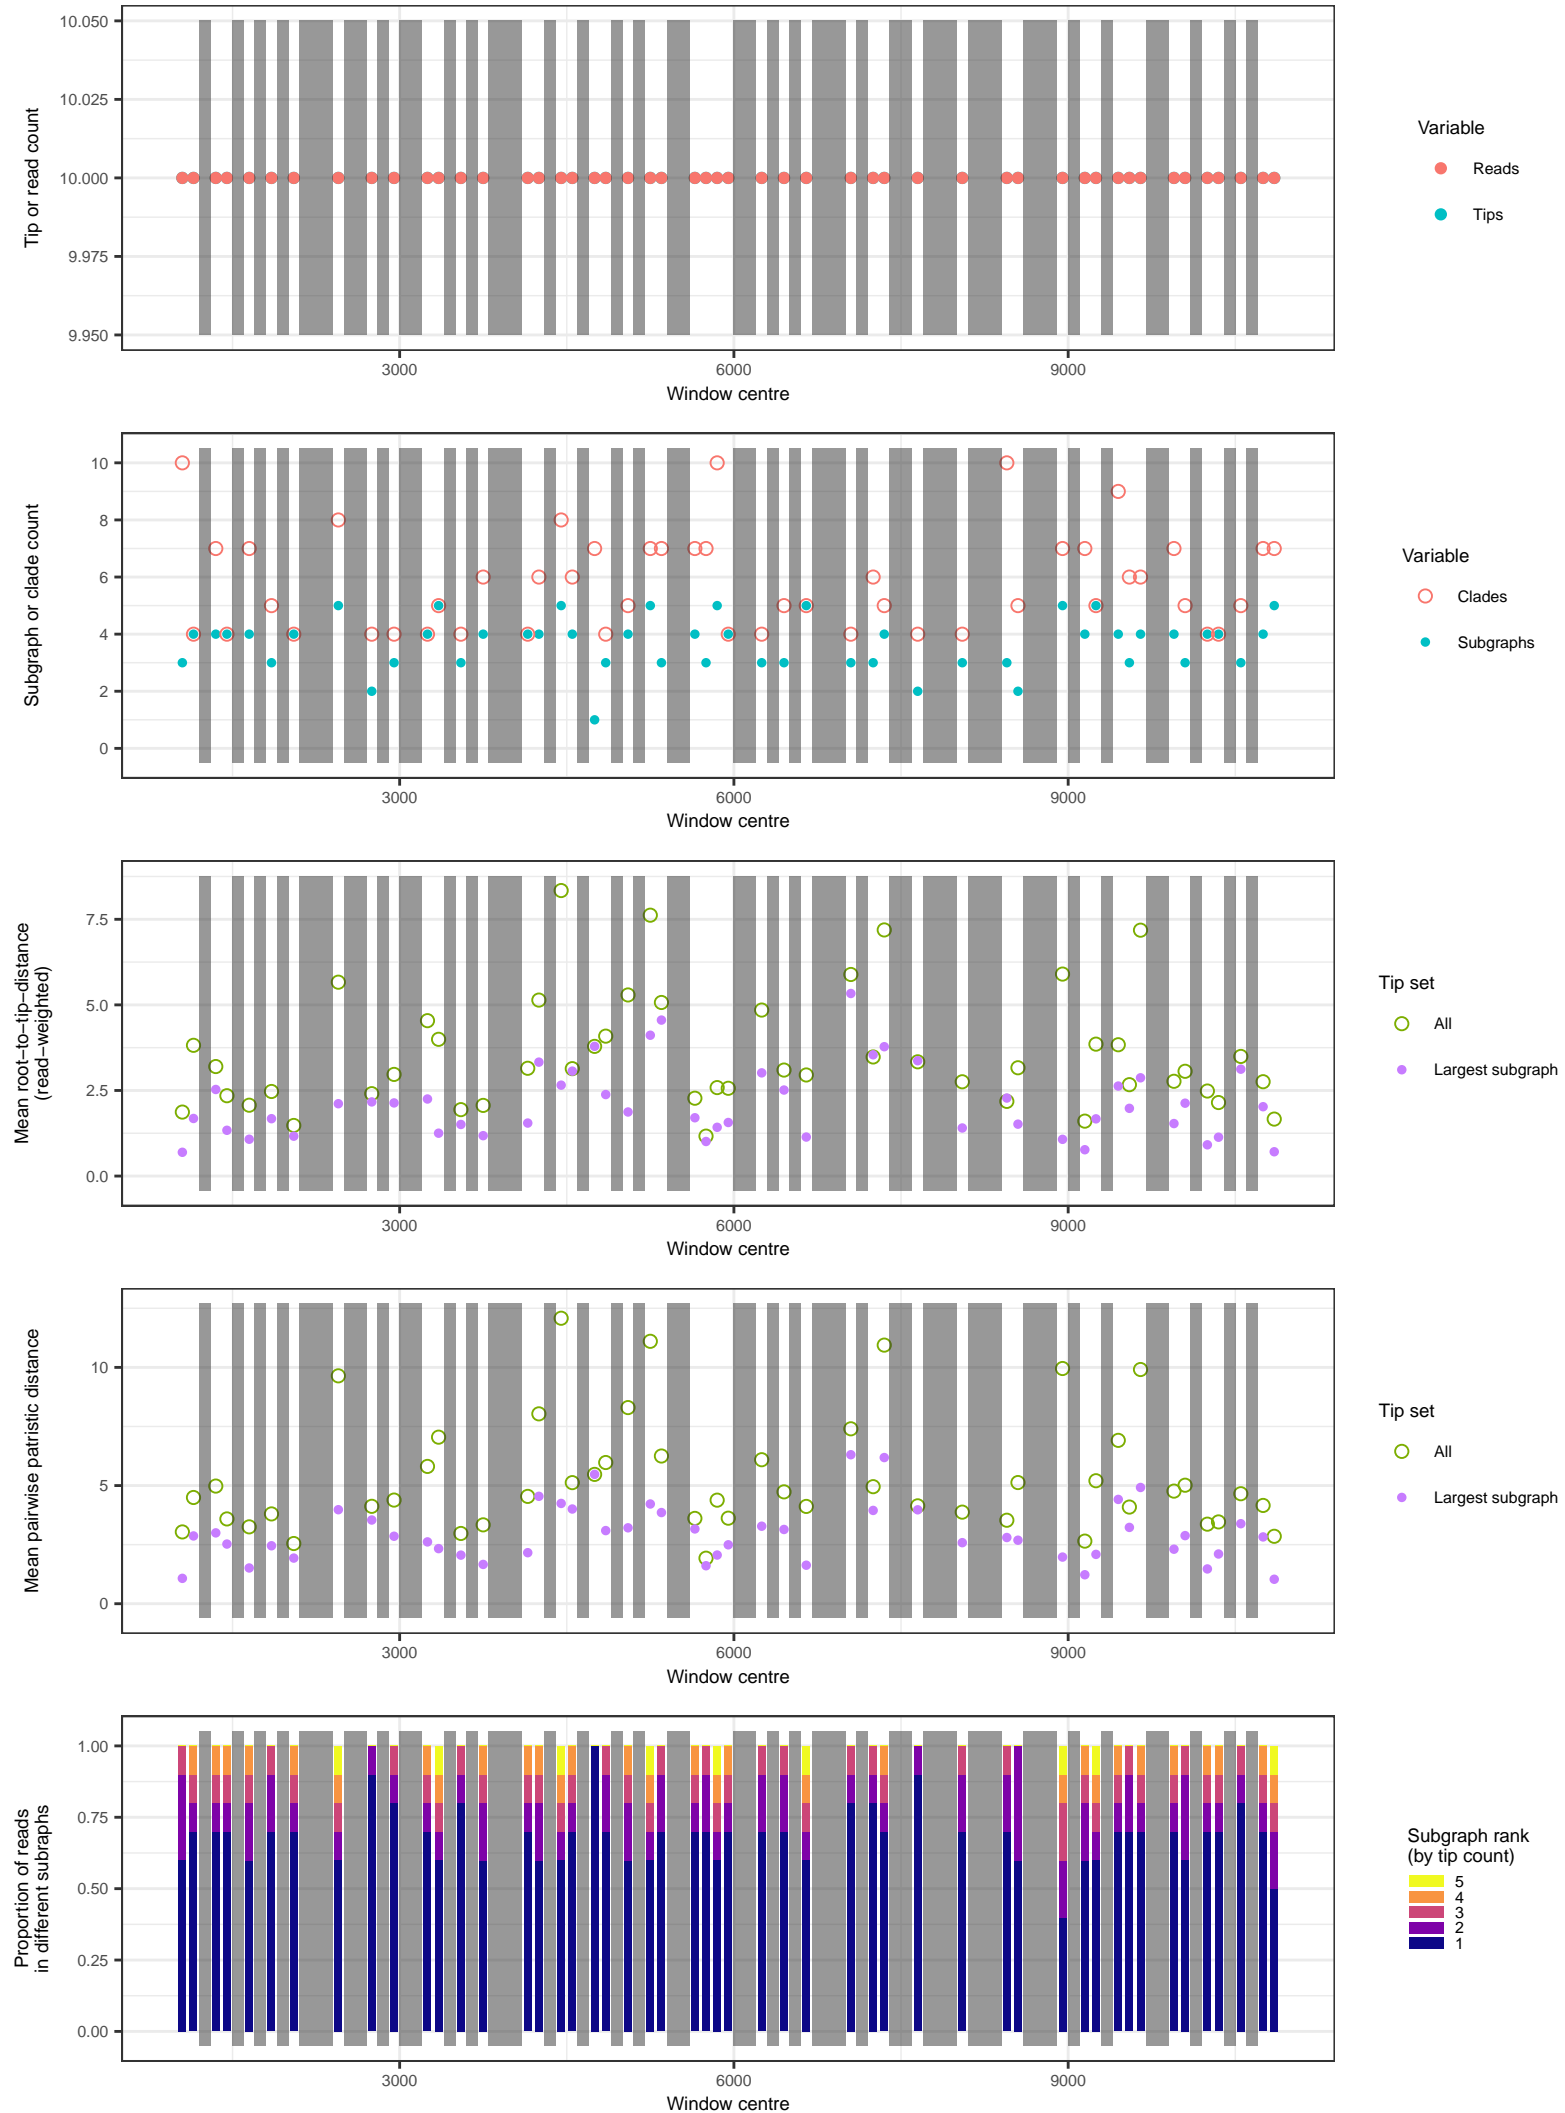 10.050
10.025
10.000
9.975
9.950
Tip or read count
3000
6000
9000
Window centre
Variable
Reads
Tips
10
8
6
4
2
0
Subgraph or clade count
3000
6000
9000
Window centre
Variable
Clades
Subgraphs
7.5
5.0
2.5
0.0
Mean root−to−tip−distance
(read−weighted)
3000
6000
9000
Window centre
Tip set
All
Largest subgraph
10
5
0
Mean pairwise patristic distance
3000
6000
9000
Window centre
Tip set
All
Largest subgraph
1.00
0.75
0.50
0.25
0.00
Proportion of reads
in different subraphs
3000
6000
9000
Window centre
Subgraph rank
(by tip count)
5
4
3
2
1